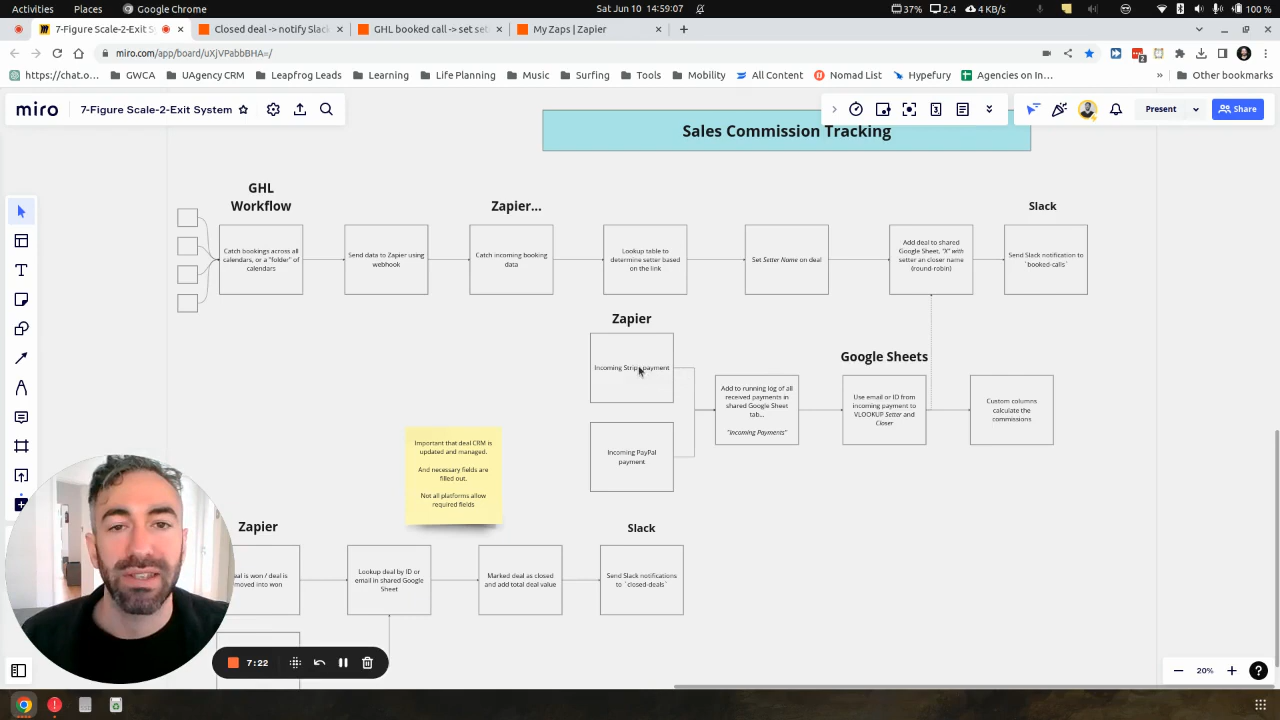 Activities
Places
Google Chrome
Sat Jun 10 14:59:07
2.4
4 KB/s
100 %
7-Figure Scale-2-Exit Sy
Closed deal -> notify Slac
GHL booked call -> set set
My Zaps | Zapier
miro.com/app/board/uXjVPabbBHA=/
2
https://chat.o...
GWCA
UAgency CRM
Leapfrog Leads
Learning
Life Planning
Music
Surfing
Tools
Mobility
All Content
Nomad List
Hypefury
Agencies on In...
»
Other bookmarks
miro
7-Figure Scale-2-Exit System
3
Present
Share
Sales Commission Tracking
GHL
Workflow
Zapier...
Slack
Catch bookings across all
calendars, or a "folder" of
calendars
Send data to Zapier using
webhook
Catch incoming booking
data
Lookup table to
determine setter based
on the link
Set Setter Name on deal
Add deal to shared
Google Sheet, "X" with
setter an closer name
(round-robin)
Send Slack notification to
`booked-calls`
Zapier
Incoming Stripe payment
Incoming PayPal
payment
Add to running log of all
received payments in
shared Google Sheet
tab...
"Incoming Payments"
Google Sheets
Use email or ID from
incoming payment to
VLOOKUP Setter and
Closer
Custom columns
calculate the
commissions
Important that deal CRM is
updated and managed.
And necessary fields are
filled out.
Not all platforms allow
required fields
Zapier
Slack
deal is won / deal is
moved into won
Lookup deal by ID or
email in shared Google
Sheet
Marked deal as closed
and add total deal value
Send Slack notifications
to `closed-deals`
7:22
20%